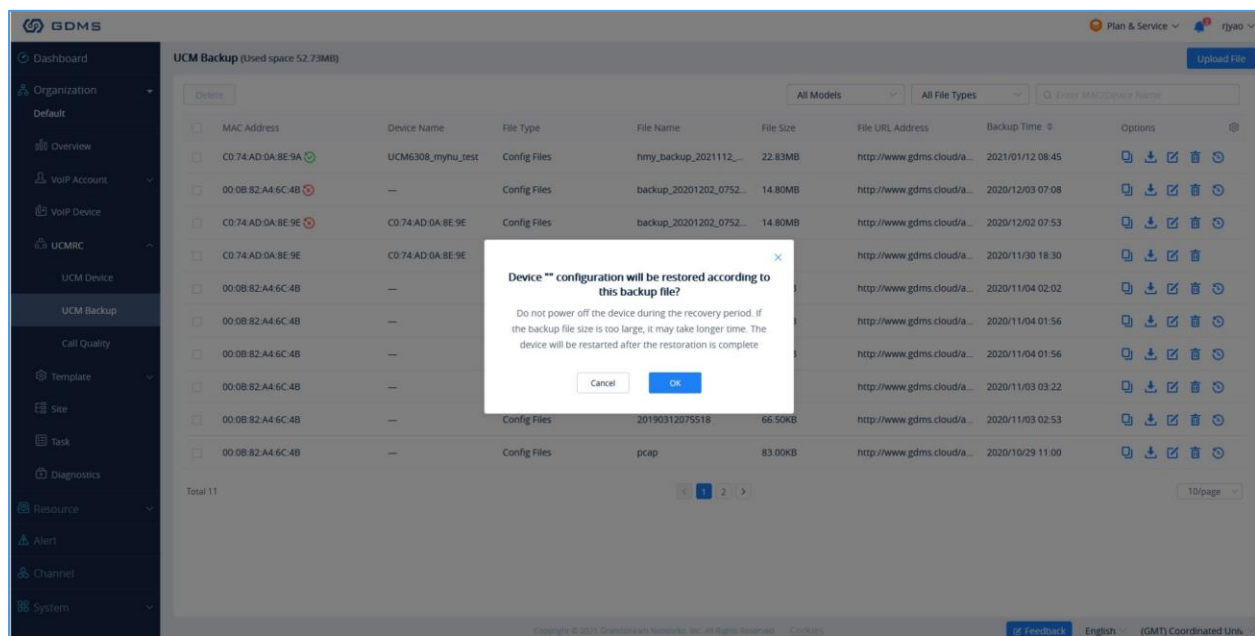 GDMS
Plan & Service
rjyao
Dashboard
UCM Backup (Used space 52.73MB)
Upload File
Organization
Default
Delete
All Models
All File Types
Enter MAC/Device Name
MAC Address Device Name File Type File Name File Size File URL Address Backup Time Options
Overview
C0:74:AD:0A:8E:9A UCM6308_myhu_test Config Files hmy_backup_2021112_... 22.83MB http://www.gdms.cloud/a... 2021/01/12 08:45
VoIP Account
00:0B:82:A4:6C:4B — Config Files backup_20201202_0752... 14.80MB http://www.gdms.cloud/a... 2020/12/03 07:08
VoIP Device
C0:74:AD:0A:8E:9E C0:74:AD:0A:8E:9E Config Files backup_20201202_0752... 14.80MB http://www.gdms.cloud/a... 2020/12/02 07:53
UCMRC
C0:74:AD:0A:8E:9E C0:74:AD:0A:8E:9E http://www.gdms.cloud/a... 2020/11/30 18:30
UCM Device
00:0B:82:A4:6C:4B — http://www.gdms.cloud/a... 2020/11/04 02:02
UCM Backup
00:0B:82:A4:6C:4B — http://www.gdms.cloud/a... 2020/11/04 01:56
Call Quality
00:0B:82:A4:6C:4B — http://www.gdms.cloud/a... 2020/11/04 01:56
Template
00:0B:82:A4:6C:4B — http://www.gdms.cloud/a... 2020/11/03 03:22
Site
00:0B:82:A4:6C:4B — Config Files 20190312075518 66.50KB http://www.gdms.cloud/a... 2020/11/03 02:53
Task
00:0B:82:A4:6C:4B — Config Files pcap 83.00KB http://www.gdms.cloud/a... 2020/10/29 11:00
Diagnostics
Device "" configuration will be restored according to
this backup file?
Do not power off the device during the recovery period. If
the backup file size is too large, it may take longer time. The
device will be restarted after the restoration is complete
Cancel
OK
Total 11
1 2
10/page
Resource
Alert
Channel
System
Copyright © 2021 Grandstream Networks, Inc. All Rights Reserved. Cookies
Feedback
English
(GMT) Coordinated Univ